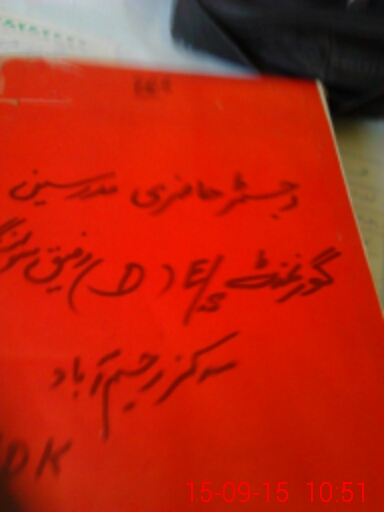 رجسٹر حاضری مدرسین
گورنمنٹ E/S (D) رفیق
مرکز رحیم آباد
DK
15-09-15 10:51